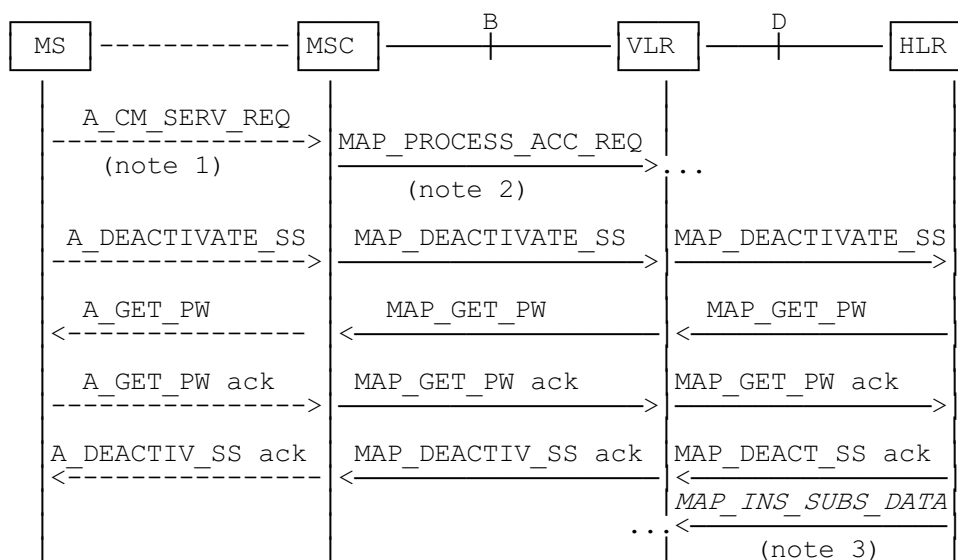 B D
MS MSC VLR HLR
A_CM_SERV_REQ
MAP_PROCESS_ACC_REQ
(note 1) ...
(note 2)
A_DEACTIVATE_SS MAP_DEACTIVATE_SS MAP_DEACTIVATE_SS
A_GET_PW MAP_GET_PW MAP_GET_PW
A_GET_PW ack MAP_GET_PW ack MAP_GET_PW ack
A_DEACTIV_SS ack MAP_DEACTIV_SS ack MAP_DEACT_SS ack
MAP_INS_SUBS_DATA
...
(note 3)